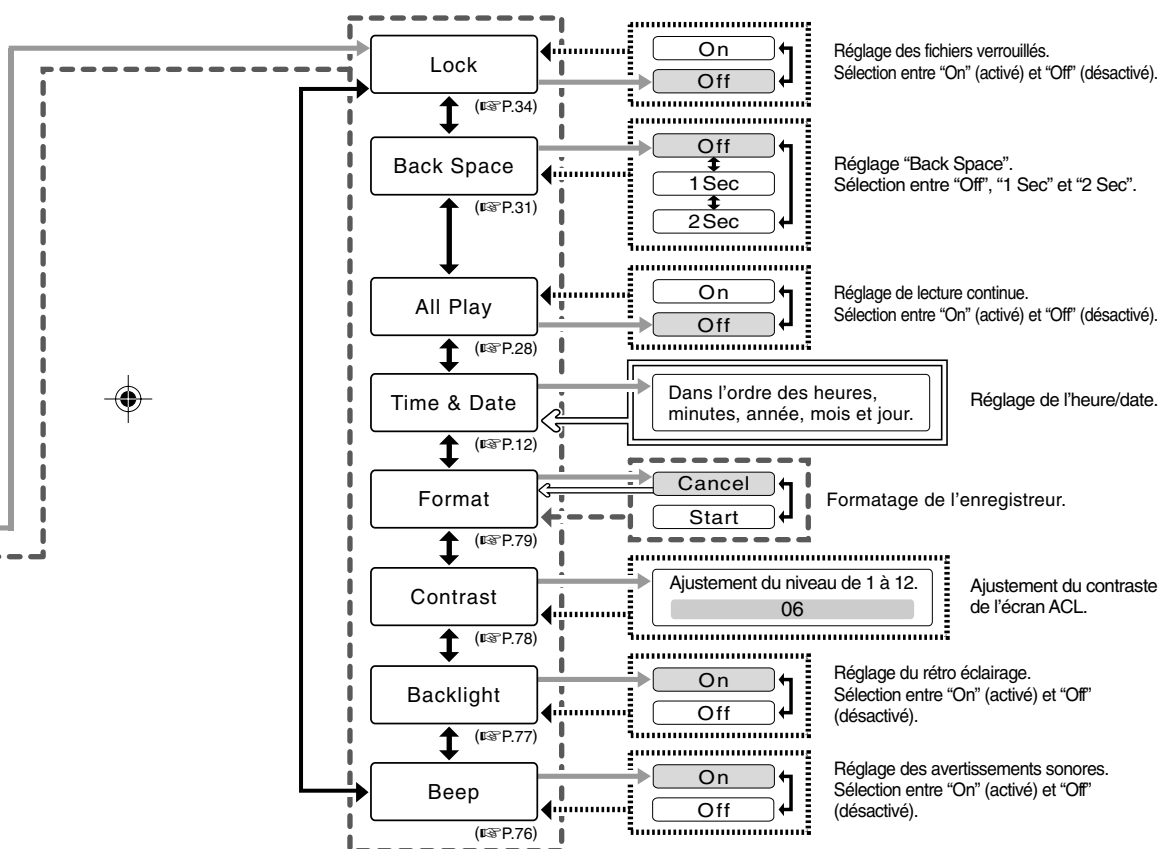 Lock
(☞P.34)
On
Off
Réglage des fichiers verrouillés.
Sélection entre “On” (activé) et “Off” (désactivé).
Back Space
(☞P.31)
Off
1 Sec
2 Sec
Réglage “Back Space”.
Sélection entre “Off”, “1 Sec” et “2 Sec”.
All Play
(☞P.28)
On
Off
Réglage de lecture continue.
Sélection entre “On” (activé) et “Off” (désactivé).
Time & Date
(☞P.12)
Dans l’ordre des heures,
minutes, année, mois et jour.
Réglage de l’heure/date.
Format
(☞P.79)
Cancel
Start
Formatage de l’enregistreur.
Contrast
(☞P.78)
Ajustement du niveau de 1 à 12.
06
Ajustement du contraste
de l’écran ACL.
Backlight
(☞P.77)
On
Off
Réglage du rétro éclairage.
Sélection entre “On” (activé) et “Off”
(désactivé).
Beep
(☞P.76)
On
Off
Réglage des avertissements sonores.
Sélection entre “On” (activé) et “Off”
(désactivé).